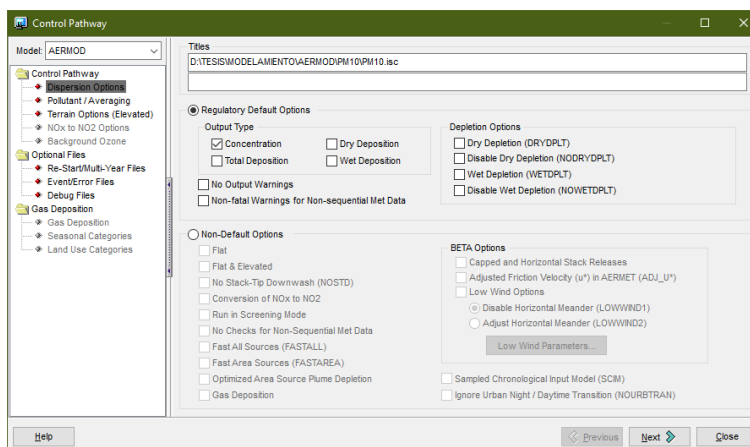 Control Pathway
Model: AERMOD
Control Pathway
Dispersion Options
Pollutant / Averaging
Terrain Options (Elevated)
NOx to NO2 Options
Background Ozone
Optional Files
Re-Start/Multi-Year Files
Event/Error Files
Debug Files
Gas Deposition
Gas Deposition
Seasonal Categories
Land Use Categories
Titles
D:\TESIS\MODELAMIENTO\AERMOD\PM10\PM10.isc
Regulatory Default Options
Output Type
Concentration
Dry Deposition
Total Deposition
Wet Deposition
No Output Warnings
Non-fatal Warnings for Non-sequential Met Data
Depletion Options
Dry Depletion (DRYDPLT)
Disable Dry Depletion (NODRYDPLT)
Wet Depletion (WETDPLT)
Disable Wet Depletion (NOWETDPLT)
Non-Default Options
Flat
Flat & Elevated
No Stack-Tip Downwash (NOSTD)
Conversion of NOx to NO2
Run in Screening Mode
No Checks for Non-Sequential Met Data
Fast All Sources (FASTALL)
Fast Area Sources (FASTAREA)
Optimized Area Source Plume Depletion
Gas Deposition
BETA Options
Capped and Horizontal Stack Releases
Adjusted Friction Velocity (u*) in AERMET (ADJ_U*)
Low Wind Options
Disable Horizontal Meander (LOWWIND1)
Adjust Horizontal Meander (LOWWIND2)
Low Wind Parameters...
Sampled Chronological Input Model (SCIM)
Ignore Urban Night / Daytime Transition (NOURBTRAN)
Help
Previous
Next
Close